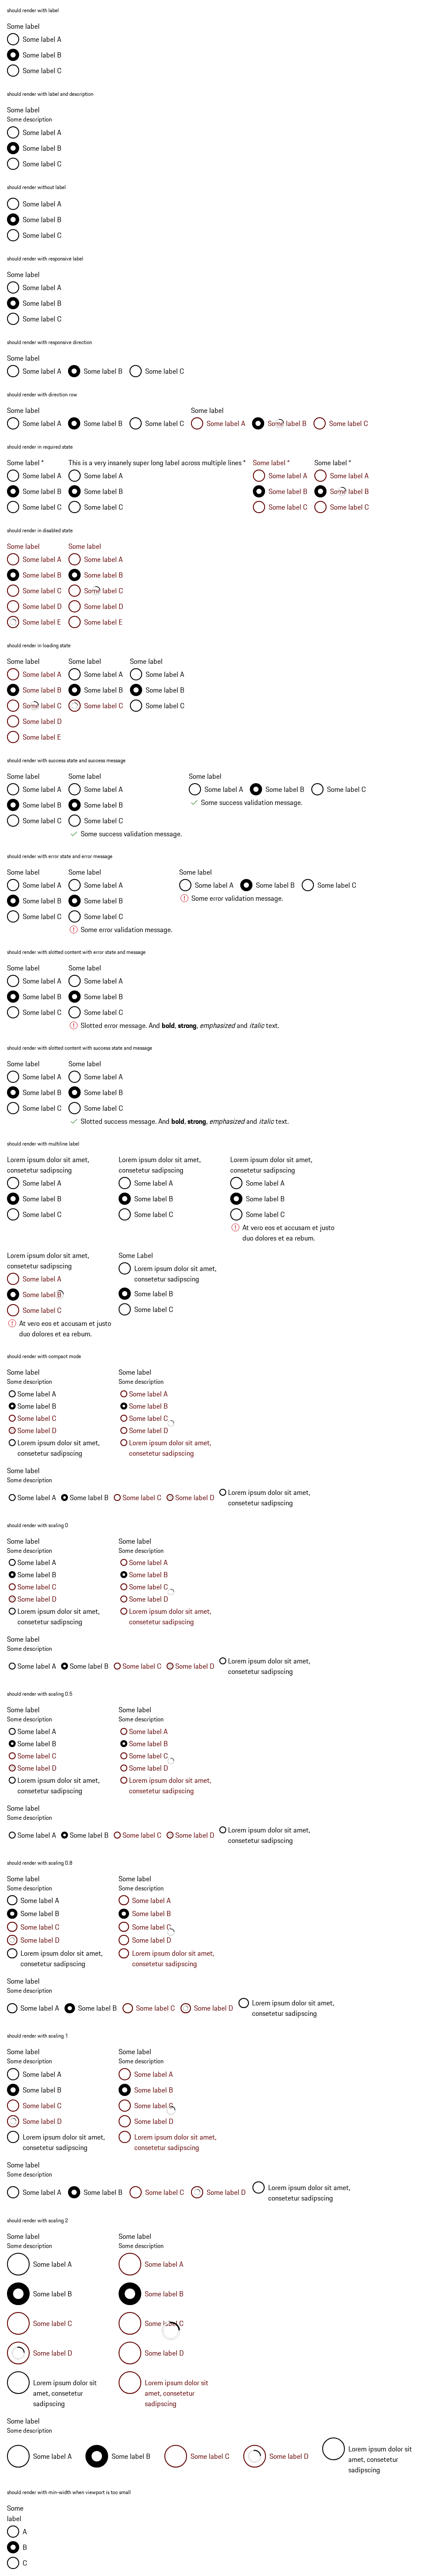 should render with label
Some label
Some label A
Some label B
Some label C
should render with label and description
Some label
Some description
Some label A
Some label B
Some label C
should render without label
Some label A
Some label B
Some label C
should render with responsive label
Some label
Some label A
Some label B
Some label C
should render with responsive direction
Some label
Some label A Some label B Some label C
should render with direction row
Some label Some label
Some label A Some label B Some label C Some label A Some label B Some label C
should render in required state
Some label * This is a very insanely super long label across multiple lines * Some label * Some label *
Some label A Some label A Some label A Some label A
Some label B Some label B Some label B Some label B
Some label C Some label C Some label C Some label C
should render in disabled state
Some label Some label
Some label A Some label A
Some label B Some label B
Some label C Some label C
Some label D Some label D
Some label E Some label E
should render in loading state
Some label Some label Some label
Some label A Some label A Some label A
Some label B Some label B Some label B
Some label C Some label C Some label C
Some label D
Some label E
should render with success state and success message
Some label Some label Some label
Some label A Some label A Some label A Some label B Some label C
Some label B Some label B Some success validation message.
Some label C Some label C
Some success validation message.
should render with error state and error message
Some label Some label Some label
Some label A Some label A Some label A Some label B Some label C
Some label B Some label B Some error validation message.
Some label C Some label C
Some error validation message.
should render with slotted content with error state and message
Some label Some label
Some label A Some label A
Some label B Some label B
Some label C Some label C
Slotted error message. And bold, strong, emphasized and italic text.
should render with slotted content with success state and message
Some label Some label
Some label A Some label A
Some label B Some label B
Some label C Some label C
Slotted success message. And bold, strong, emphasized and italic text.
should render with multiline label
Lorem ipsum dolor sit amet, Lorem ipsum dolor sit amet, Lorem ipsum dolor sit amet,
consetetur sadipscing consetetur sadipscing consetetur sadipscing
Some label A Some label A Some label A
Some label B Some label B Some label B
Some label C Some label C Some label C
At vero eos et accusam et justo
duo dolores et ea rebum.
Lorem ipsum dolor sit amet, Some Label
consetetur sadipscing Lorem ipsum dolor sit amet,
Some label A consetetur sadipscing
Some label B Some label B
Some label C Some label C
At vero eos et accusam et justo
duo dolores et ea rebum.
should render with compact mode
Some label Some label
Some description Some description
Some label A Some label A
Some label B Some label B
Some label C Some label C
Some label D Some label D
Lorem ipsum dolor sit amet, Lorem ipsum dolor sit amet,
consetetur sadipscing consetetur sadipscing
Some label
Some description
Some label A Some label B Some label C Some label D Lorem ipsum dolor sit amet,
consetetur sadipscing
should render with scaling 0
Some label Some label
Some description Some description
Some label A Some label A
Some label B Some label B
Some label C Some label C
Some label D Some label D
Lorem ipsum dolor sit amet, Lorem ipsum dolor sit amet,
consetetur sadipscing consetetur sadipscing
Some label
Some description
Some label A Some label B Some label C Some label D Lorem ipsum dolor sit amet,
consetetur sadipscing
should render with scaling 0.5
Some label Some label
Some description Some description
Some label A Some label A
Some label B Some label B
Some label C Some label C
Some label D Some label D
Lorem ipsum dolor sit amet, Lorem ipsum dolor sit amet,
consetetur sadipscing consetetur sadipscing
Some label
Some description
Some label A Some label B Some label C Some label D Lorem ipsum dolor sit amet,
consetetur sadipscing
should render with scaling 0.8
Some label Some label
Some description Some description
Some label A Some label A
Some label B Some label B
Some label C Some label C
Some label D Some label D
Lorem ipsum dolor sit amet, Lorem ipsum dolor sit amet,
consetetur sadipscing consetetur sadipscing
Some label
Some description
Some label A Some label B Some label C Some label D Lorem ipsum dolor sit amet,
consetetur sadipscing
should render with scaling 1
Some label Some label
Some description Some description
Some label A Some label A
Some label B Some label B
Some label C Some label C
Some label D Some label D
Lorem ipsum dolor sit amet, Lorem ipsum dolor sit amet,
consetetur sadipscing consetetur sadipscing
Some label
Some description
Some label A Some label B Some label C Some label D Lorem ipsum dolor sit amet,
consetetur sadipscing
should render with scaling 2
Some label Some label
Some description Some description
Some label A Some label A
Some label B Some label B
Some label C Some label C
Some label D Some label D
Lorem ipsum dolor sit Lorem ipsum dolor sit
amet, consetetur amet, consetetur
sadipscing sadipscing
Some label
Some description
Some label A Some label B Some label C Some label D Lorem ipsum dolor sit
amet, consetetur
sadipscing
should render with min-width when viewport is too small
Some
label
A
B
C